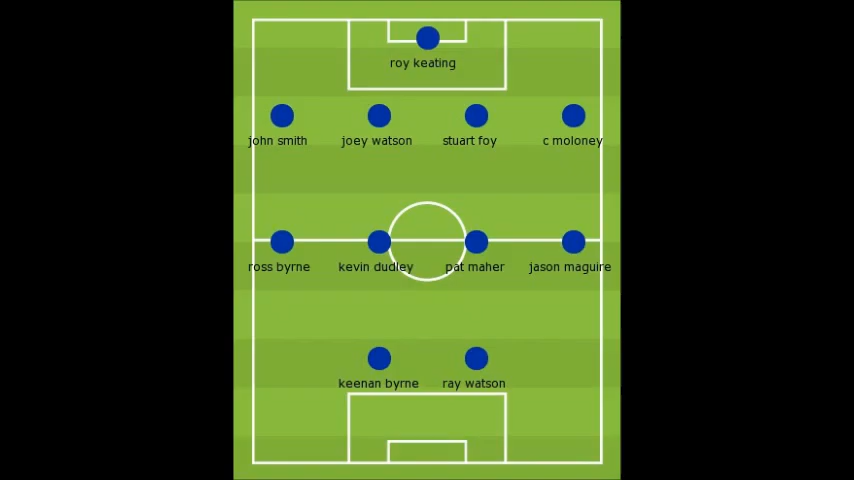 roy keating
john smith joey watson stuart foy c moloney
ross byrne kevin dudley pat maher jason maguire
keenan byrne ray watson